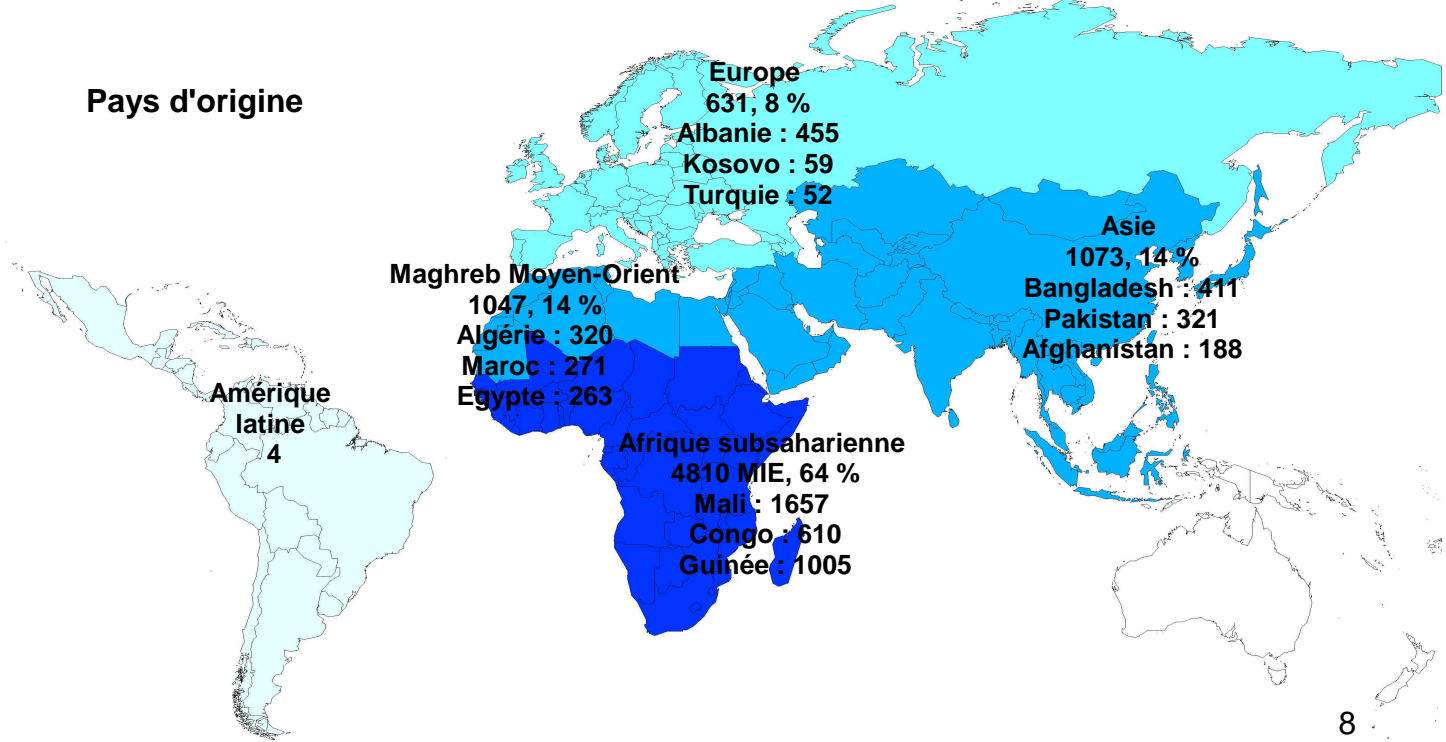 Pays d'origine
Europe
631, 8 %
Albanie : 455
Kosovo : 59
Turquie : 52
Asie
1073, 14 %
Bangladesh : 411
Pakistan : 321
Afghanistan : 188
Maghreb Moyen-Orient
1047, 14 %
Algérie : 320
Maroc : 271
Egypte : 263
Amérique
latine
4
Afrique subsaharienne
4810 MIE, 64 %
Mali : 1657
Congo : 610
Guinée : 1005
8